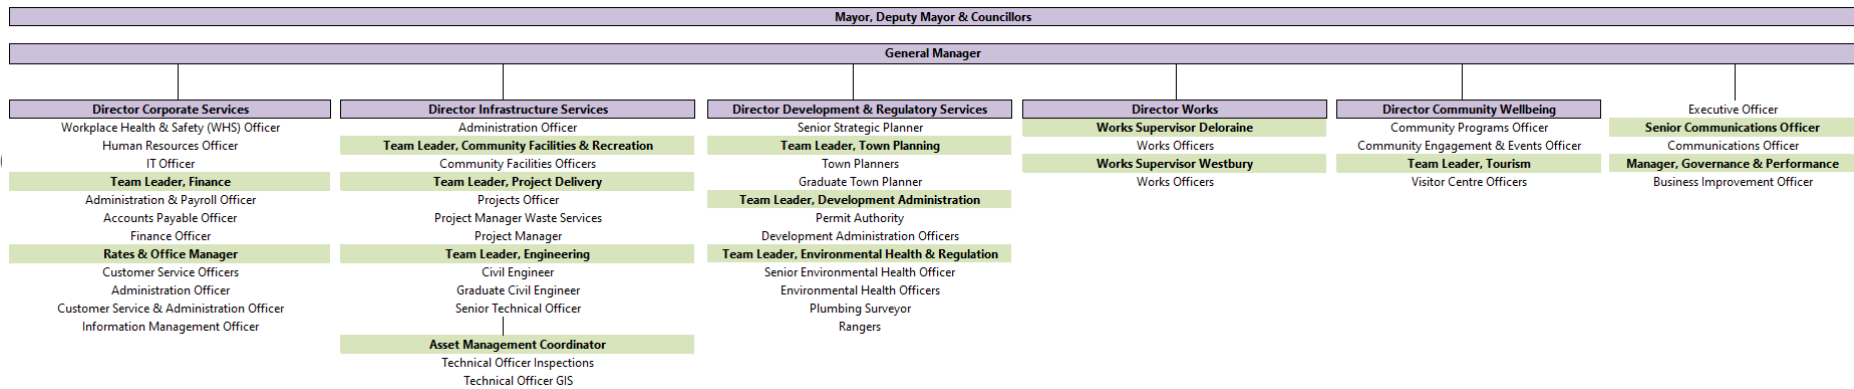 Mayor, Deputy Mayor & Councillors
General Manager
Director Corporate Services
Workplace Health & Safety (WHS) Officer
Human Resources Officer
IT Officer
Team Leader, Finance
Administration & Payroll Officer
Accounts Payable Officer
Finance Officer
Rates & Office Manager
Customer Service Officers
Administration Officer
Customer Service & Administration Officer
Information Management Officer
Director Infrastructure Services
Administration Officer
Team Leader, Community Facilities & Recreation
Community Facilities Officers
Team Leader, Project Delivery
Projects Officer
Project Manager Waste Services
Project Manager
Team Leader, Engineering
Civil Engineer
Graduate Civil Engineer
Senior Technical Officer
Asset Management Coordinator
Technical Officer Inspections
Technical Officer GIS
Director Development & Regulatory Services
Senior Strategic Planner
Team Leader, Town Planning
Town Planners
Graduate Town Planner
Team Leader, Development Administration
Permit Authority
Development Administration Officers
Team Leader, Environmental Health & Regulation
Senior Environmental Health Officer
Environmental Health Officers
Plumbing Surveyor
Rangers
Director Works
Works Supervisor Deloraine
Works Officers
Works Supervisor Westbury
Works Officers
Director Community Wellbeing
Community Programs Officer
Community Engagement & Events Officer
Team Leader, Tourism
Visitor Centre Officers
Executive Officer
Senior Communications Officer
Communications Officer
Manager, Governance & Performance
Business Improvement Officer